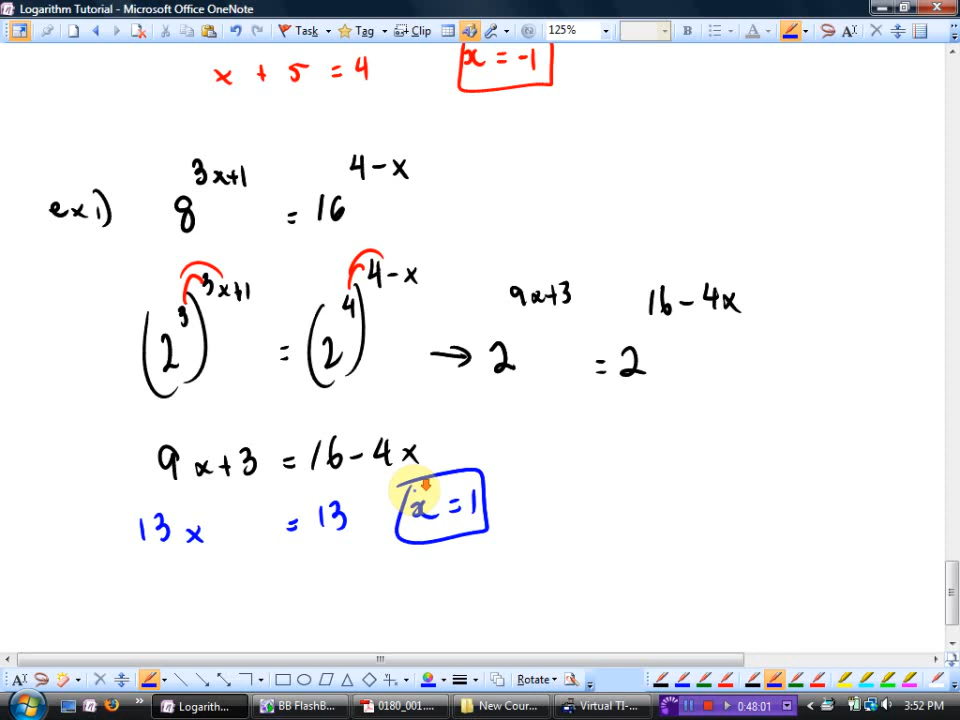 Logarithm Tutorial - Microsoft Office OneNote
Task Tag Clip 125% B A
x + 5 = 4 x = -1
ex1) 8^{3x+1} = 16^{4-x}
(2^3)^{3x+1} = (2^4)^{4-x} → 2^{9x+3} = 2^{16-4x}
9x+3 = 16-4x
13x = 13 x = 1
Rotate
Logarith... BB FlashB... 0180_001.... New Cour... Virtual TI-... 0:48:01 3:52 PM